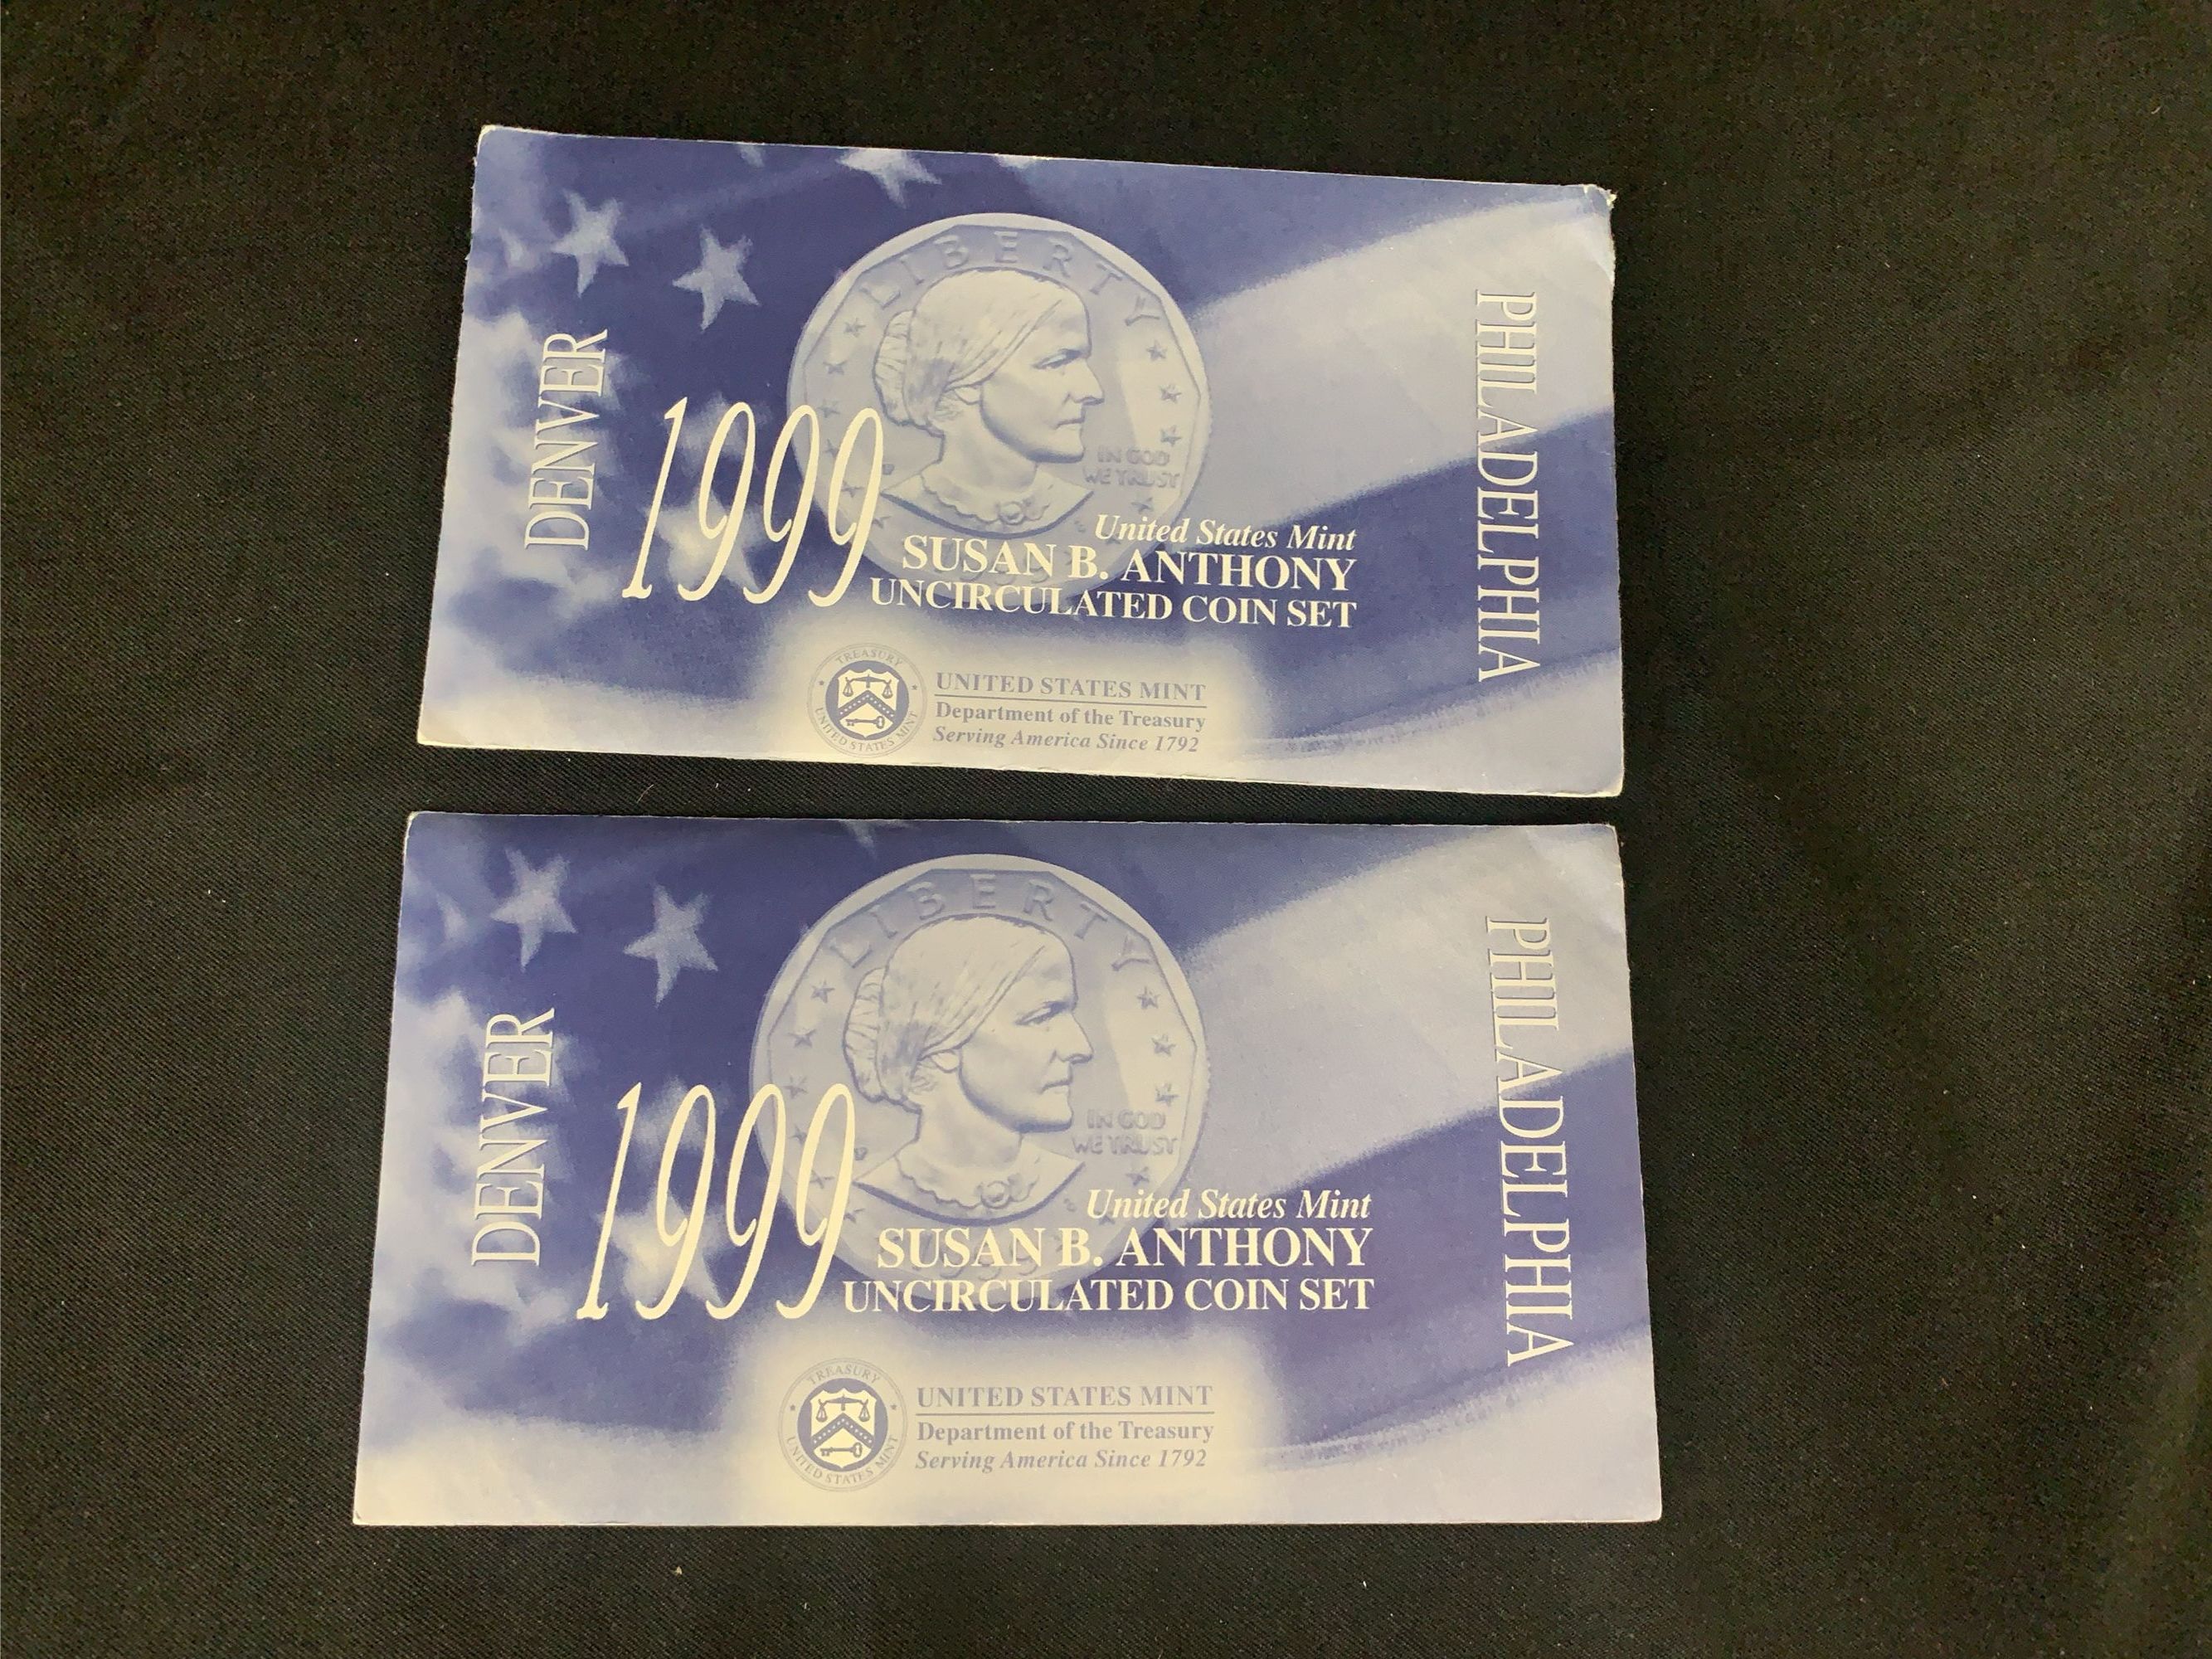 DENVER
LIBERTY
IN GOD
WE TRUST
1999
United States Mint
SUSAN B. ANTHONY
UNCIRCULATED COIN SET
PHILADELPHIA
TREASURY
UNITED STATES MINT
UNITED STATES MINT
Department of the Treasury
Serving America Since 1792
DENVER
LIBERTY
IN GOD
WE TRUST
1999
United States Mint
SUSAN B. ANTHONY
UNCIRCULATED COIN SET
PHILADELPHIA
TREASURY
UNITED STATES MINT
UNITED STATES MINT
Department of the Treasury
Serving America Since 1792